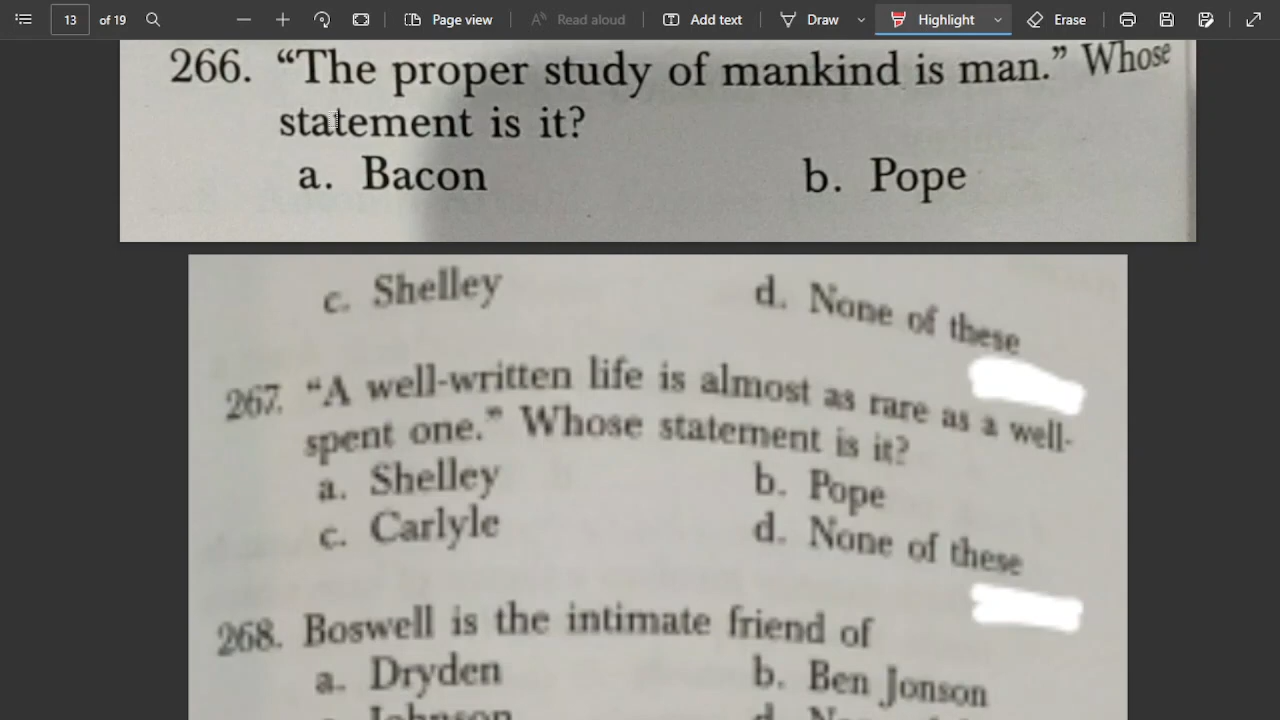 13 of 19 Page view Read aloud Add text Draw Highlight Erase
266. “The proper study of mankind is man.” Whose
statement is it?
a. Bacon b. Pope
c. Shelley d. None of these
267. “A well-written life is almost as rare as a well-
spent one.” Whose statement is it?
a. Shelley b. Pope
c. Carlyle d. None of these
268. Boswell is the intimate friend of
a. Dryden b. Ben Jonson
Johnson d.